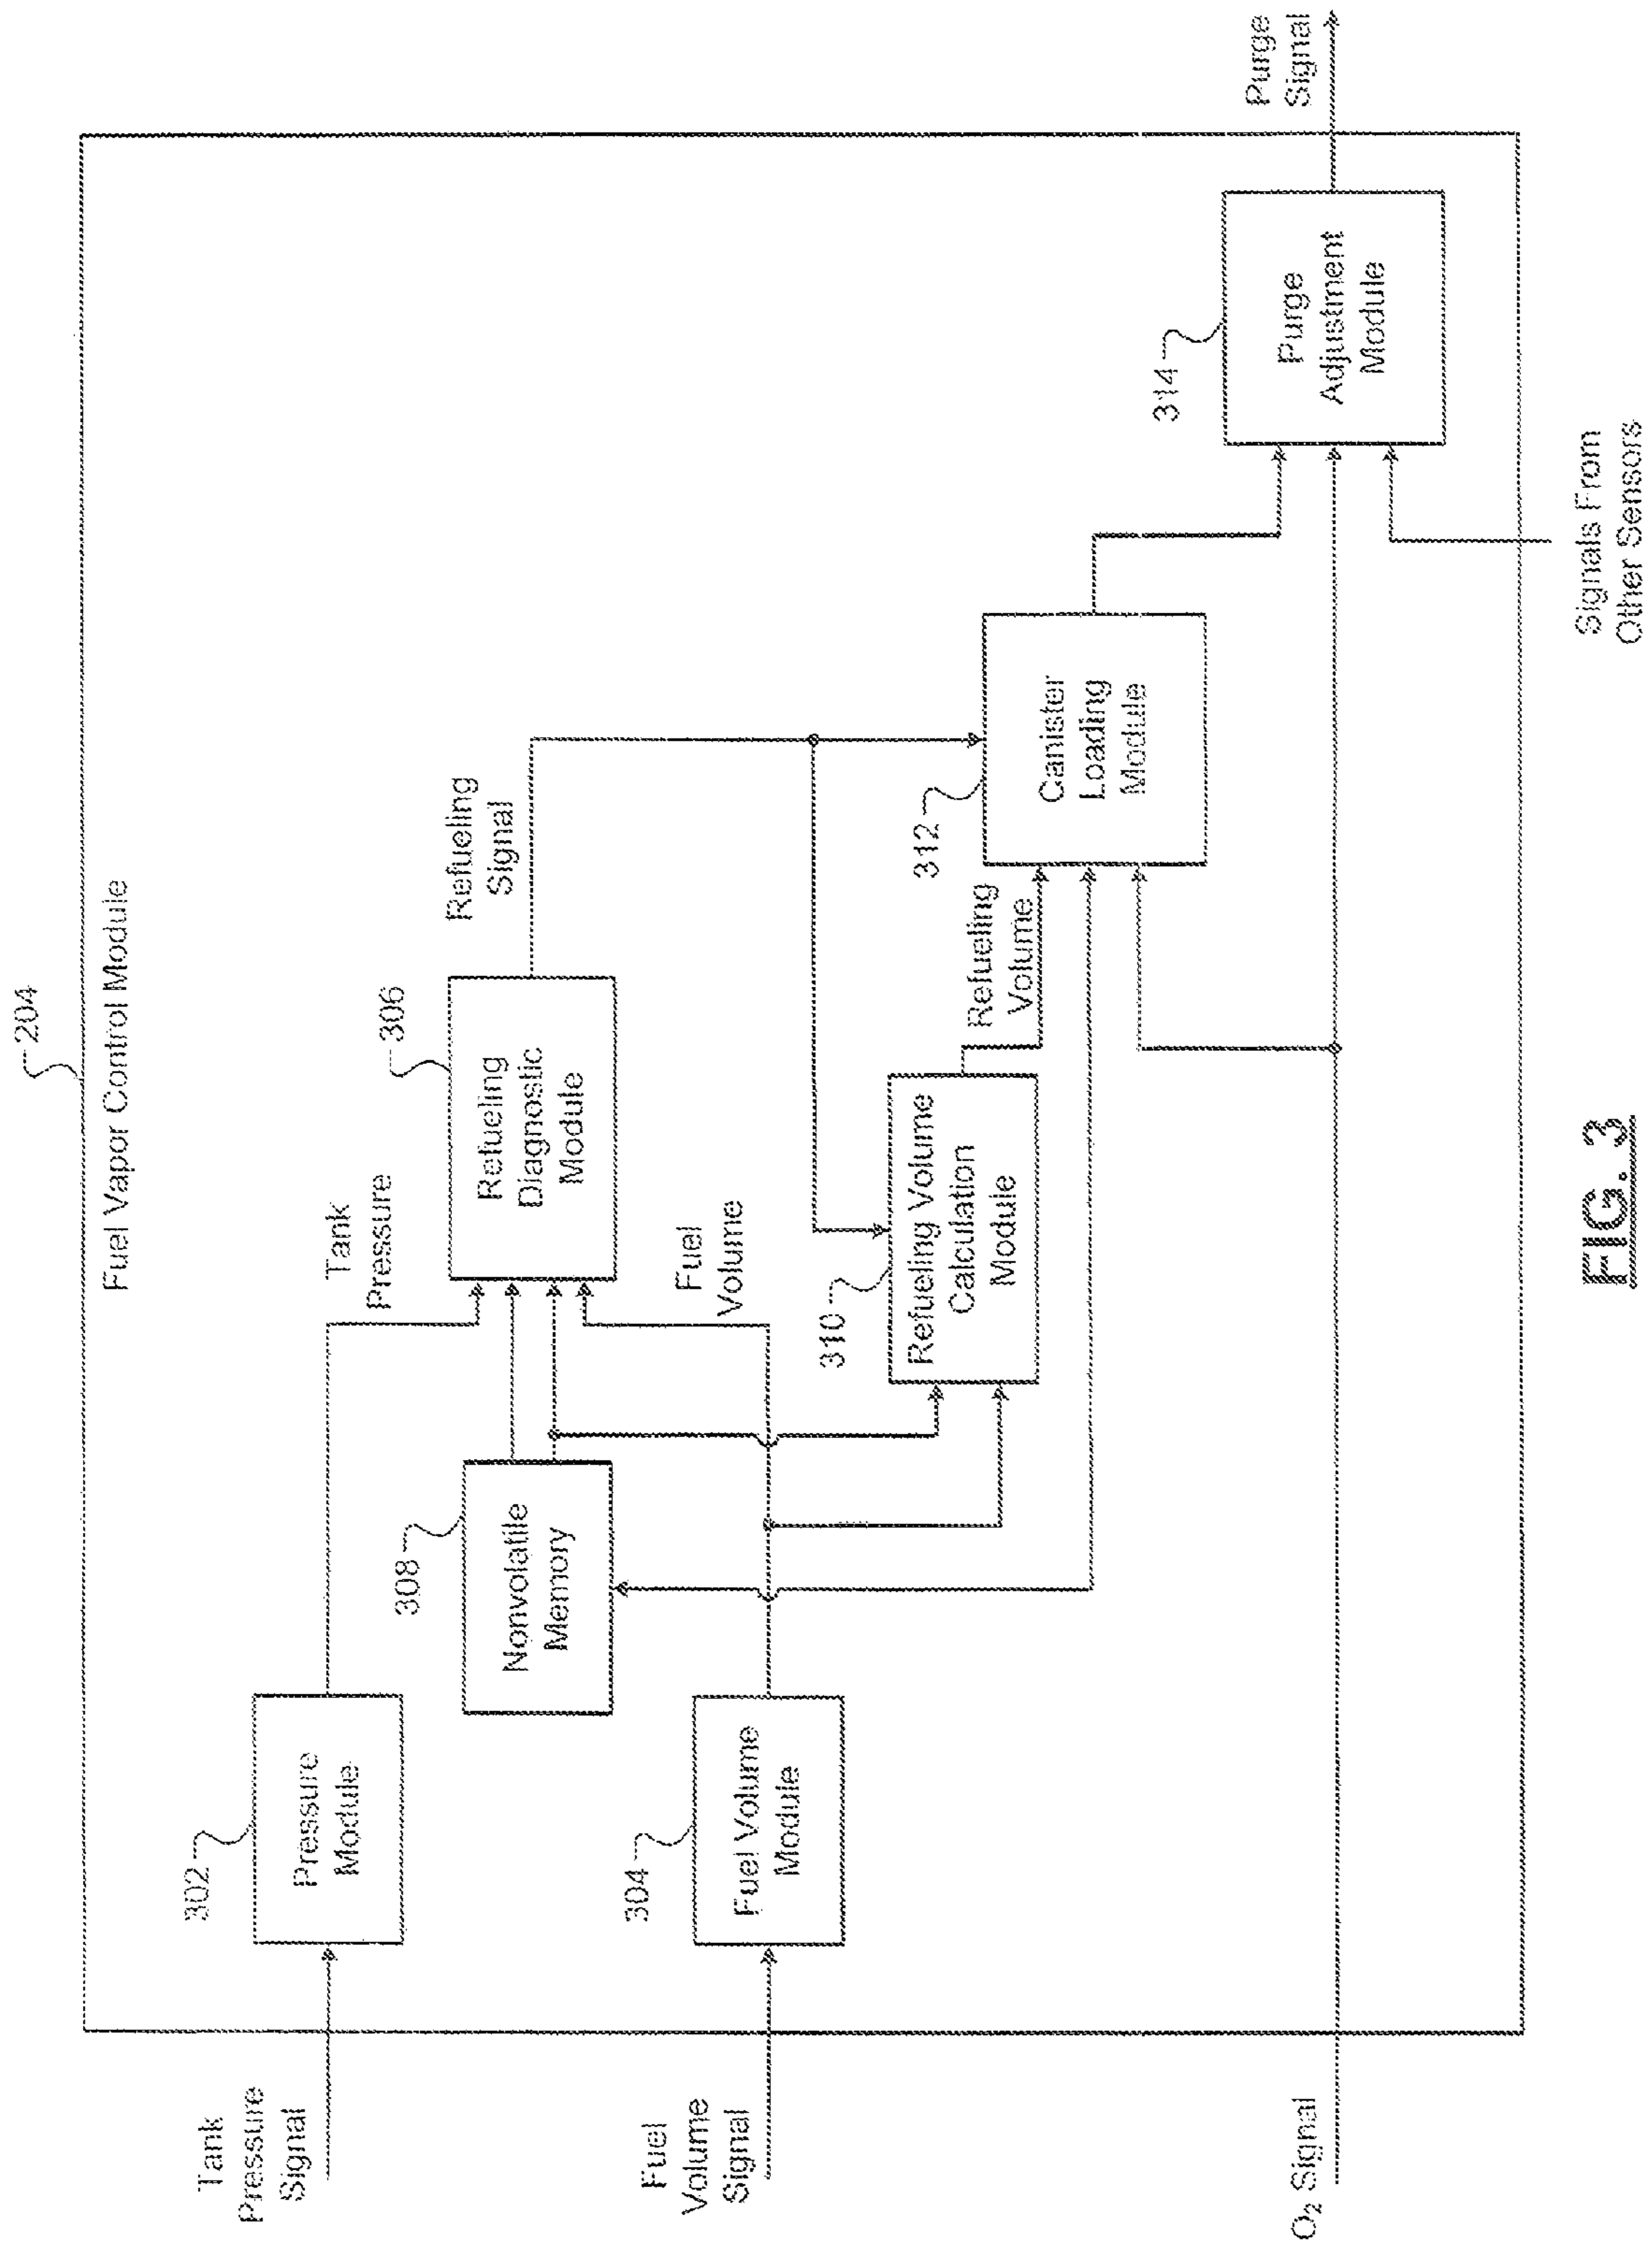 204
Fuel Vapor Control Module
Tank
Pressure
Signal
302
Pressure
Module
Tank
Pressure
308
Nonvolatile
Memory
306
Refueling
Diagnostic
Module
Refueling
Signal
Fuel
Volume
Signal
304
Fuel Volume
Module
Fuel
Volume
310
Refueling Volume
Calculation
Module
Refueling
Volume
312
Canister
Loading
Module
314
Purge
Adjustment
Module
Purge
Signal
O₂ Signal
Signals From
Other Sensors
FIG. 3